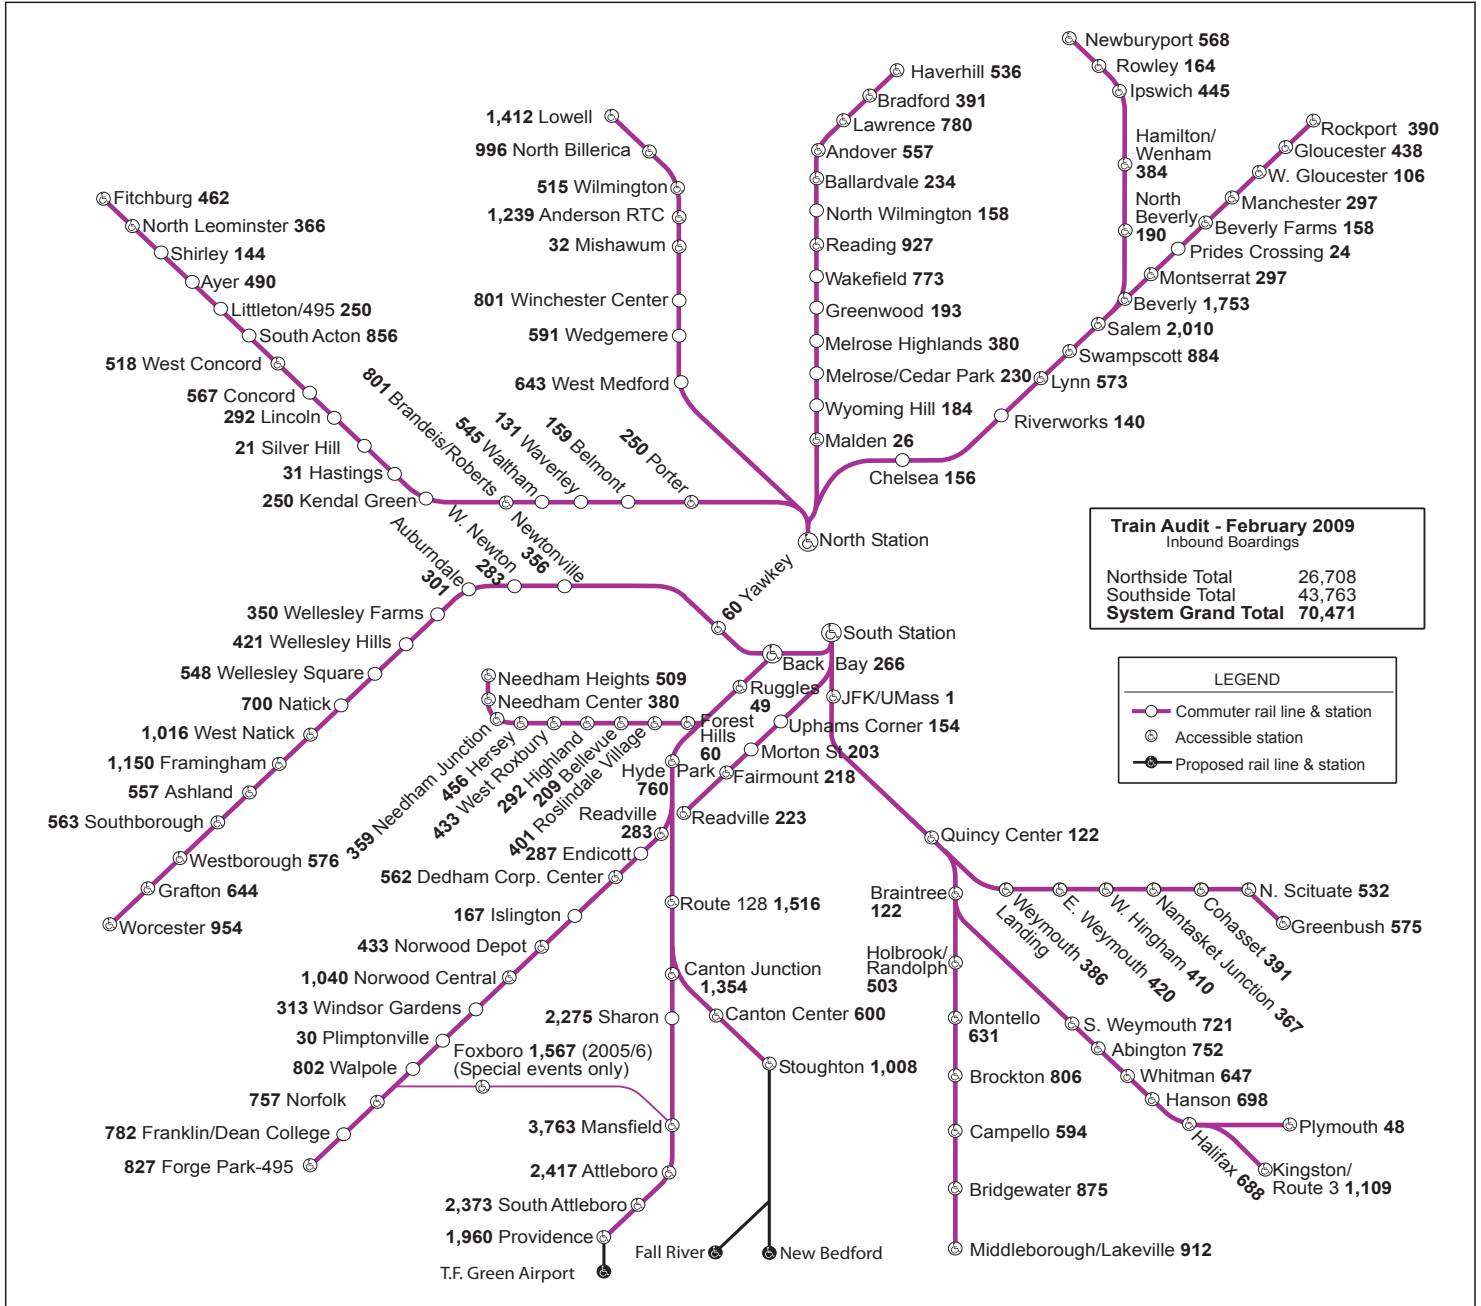 Newburyport 568
Rowley 164
Ipswich 445
Hamilton/
Wenham
384
North
Beverly
190
Rockport 390
Gloucester 438
W. Gloucester 106
Manchester 297
Beverly Farms 158
Prides Crossing 24
Montserrat 297
Beverly 1,753
Salem 2,010
Swampscott 884
Lynn 573
Riverworks 140
Chelsea 156
Haverhill 536
Bradford 391
Lawrence 780
Andover 557
Ballardvale 234
North Wilmington 158
Reading 927
Wakefield 773
Greenwood 193
Melrose Highlands 380
Melrose/Cedar Park 230
Wyoming Hill 184
Malden 26
1,412 Lowell
996 North Billerica
515 Wilmington
1,239 Anderson RTC
32 Mishawum
801 Winchester Center
591 Wedgemere
643 West Medford
Fitchburg 462
North Leominster 366
Shirley 144
Ayer 490
Littleton/495 250
South Acton 856
518 West Concord
567 Concord
292 Lincoln
21 Silver Hill
31 Hastings
250 Kendal Green
801 Brandeis/Roberts
545 Waltham
131 Waverley
159 Belmont
250 Porter
North Station
Train Audit - February 2009
Inbound Boardings
Northside Total 26,708
Southside Total 43,763
System Grand Total 70,471
LEGEND
Commuter rail line & station
Accessible station
Proposed rail line & station
Auburndale
301
W. Newton
283
Newtonville
356
60 Yawkey
350 Wellesley Farms
421 Wellesley Hills
548 Wellesley Square
700 Natick
1,016 West Natick
1,150 Framingham
557 Ashland
563 Southborough
Westborough 576
Grafton 644
Worcester 954
South Station
Back Bay 266
Ruggles
49
JFK/UMass 1
Uphams Corner 154
Morton St 203
Fairmount 218
Readville 223
Needham Heights 509
Needham Center 380
359 Needham Junction
456 Hersey
433 West Roxbury
292 Highland
209 Bellevue
401 Roslindale Village
Forest
Hills
60
Hyde Park
760
Readville
283
287 Endicott
562 Dedham Corp. Center
167 Islington
433 Norwood Depot
1,040 Norwood Central
313 Windsor Gardens
30 Plimptonville
802 Walpole
757 Norfolk
782 Franklin/Dean College
827 Forge Park-495
Foxboro 1,567 (2005/6)
(Special events only)
Route 128 1,516
Canton Junction
1,354
Canton Center 600
Stoughton 1,008
2,275 Sharon
3,763 Mansfield
2,417 Attleboro
2,373 South Attleboro
1,960 Providence
T.F. Green Airport
Fall River
New Bedford
Quincy Center 122
Braintree
122
Holbrook/
Randolph
503
Montello
631
Brockton 806
Campello 594
Bridgewater 875
Middleborough/Lakeville 912
Weymouth 386
Landing
E. Weymouth 420
W. Hingham 410
Nantasket Junction 367
Cohasset 391
N. Scituate 532
Greenbush 575
S. Weymouth 721
Abington 752
Whitman 647
Hanson 698
Halifax 688
Plymouth 48
Kingston/
Route 3 1,109